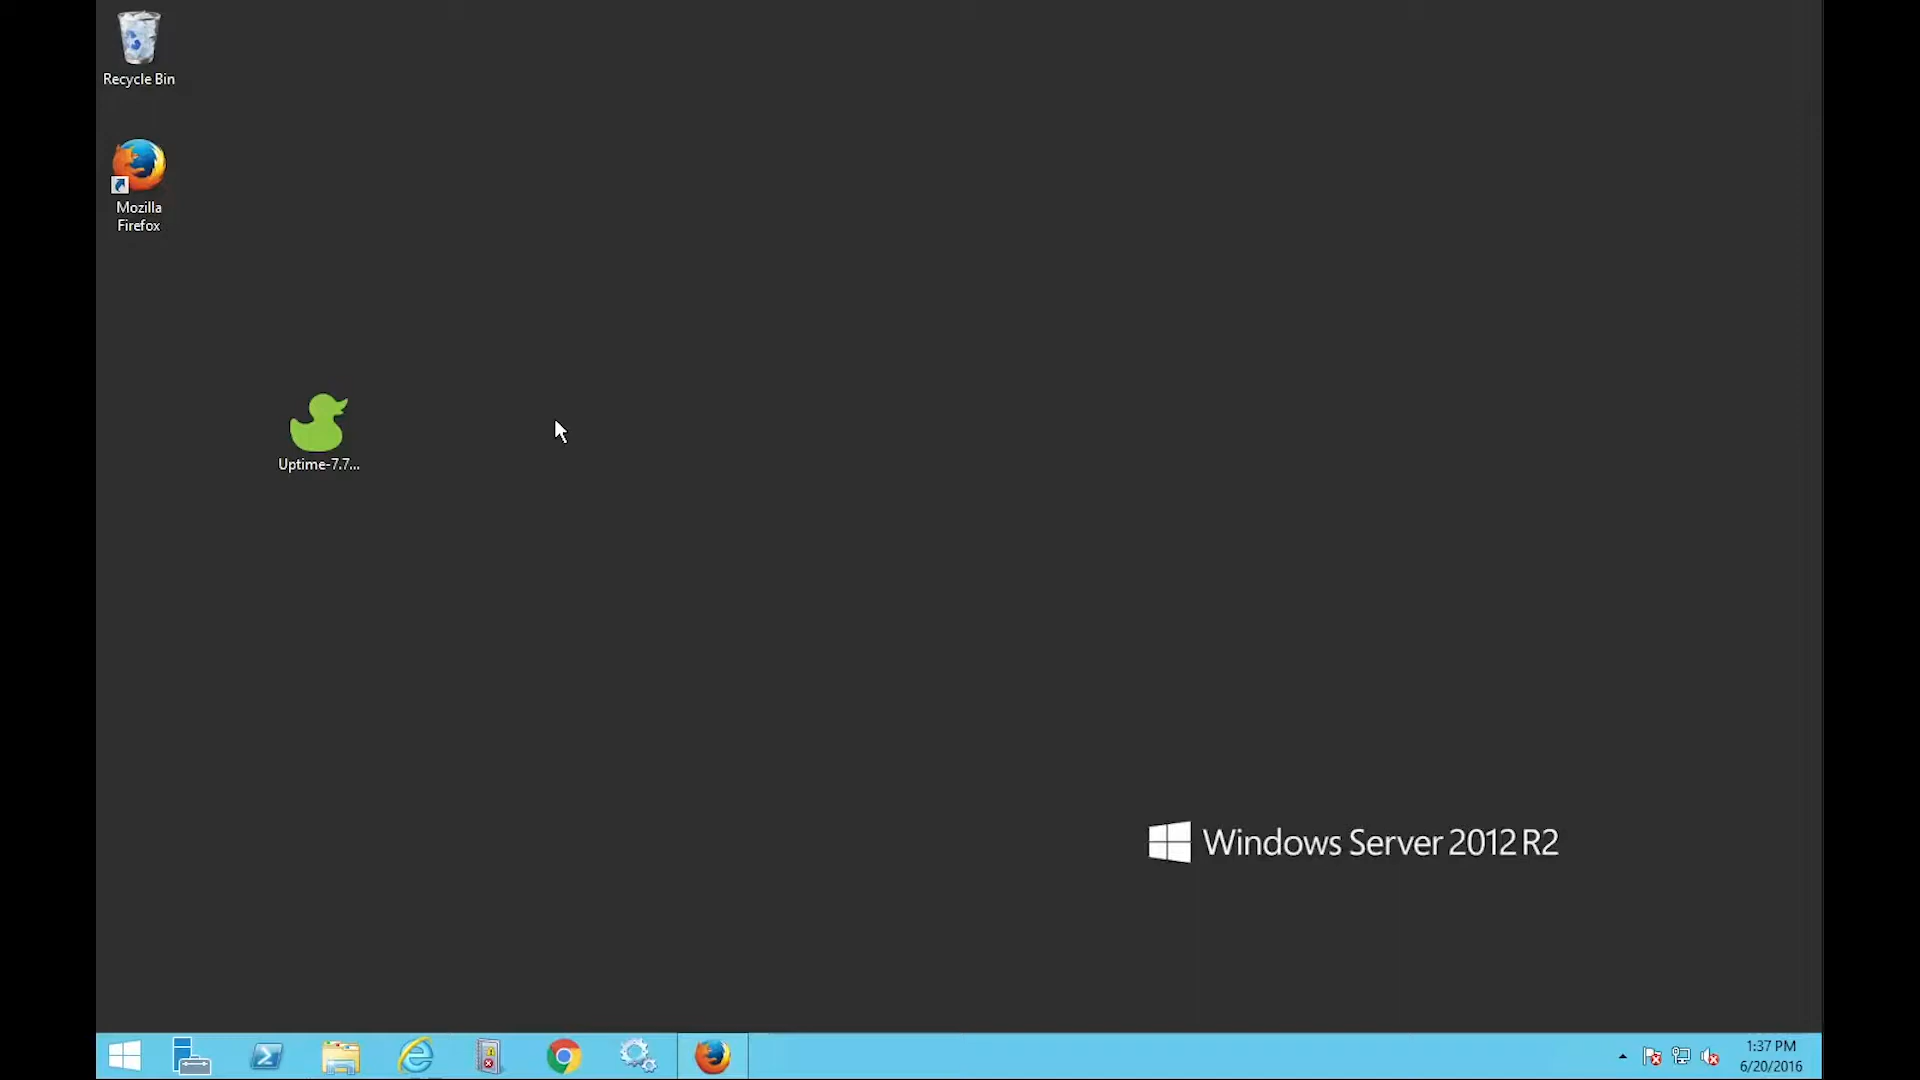 Recycle Bin
Mozilla
Firefox
Uptime-7.7...
Windows Server 2012 R2
1:37 PM
6/20/2016